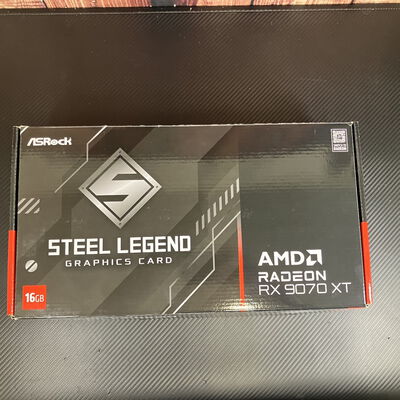 ASRock
STEEL LEGEND
GRAPHICS CARD
16GB
AMD
RADEON
RX 9070 XT